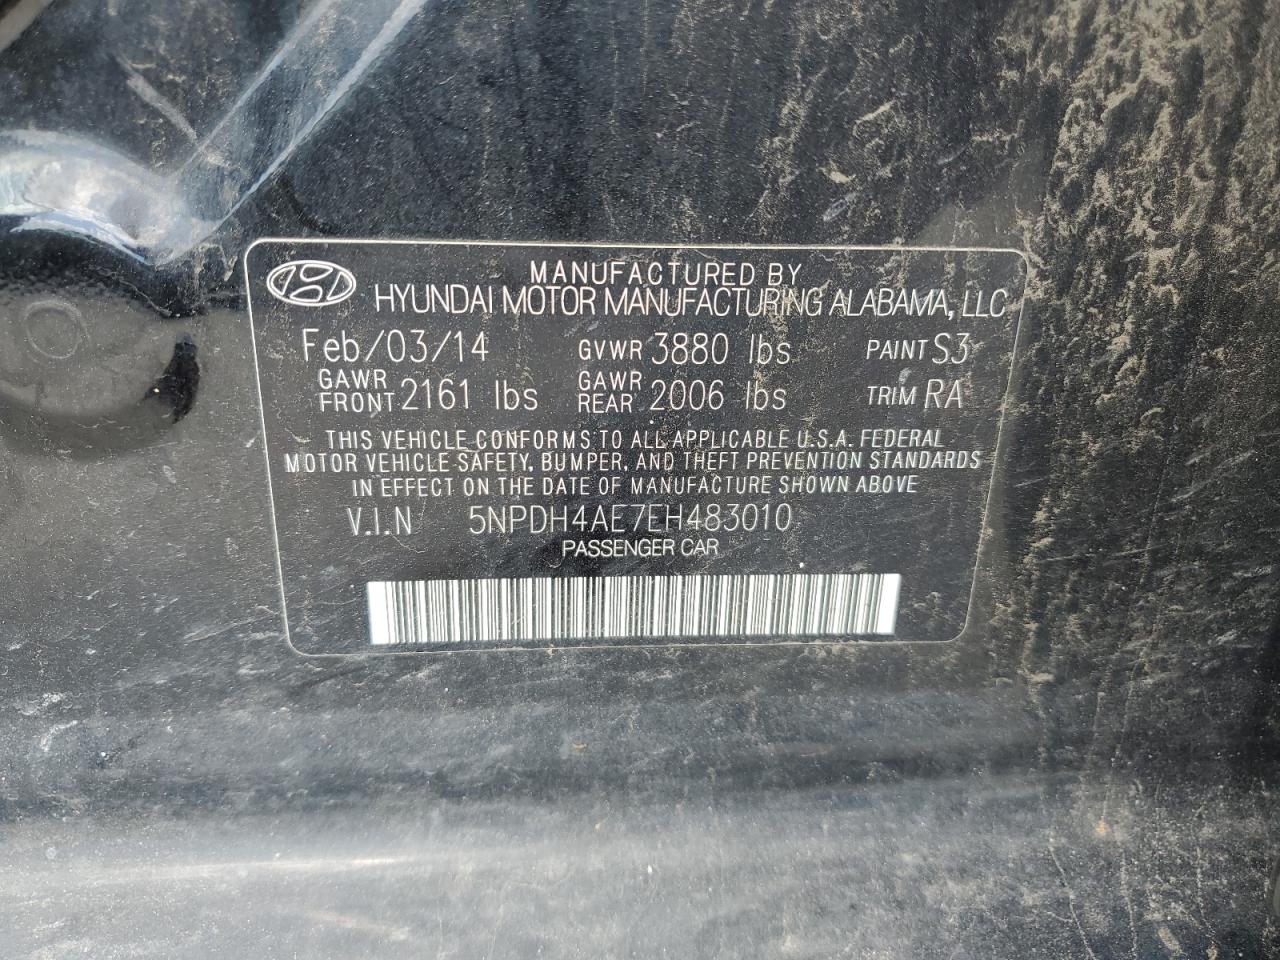 MANUFACTURED BY
HYUNDAI MOTOR MANUFACTURING ALABAMA, LLC
Feb/03/14 GVWR 3880 lbs PAINT S3
GAWR FRONT 2161 lbs GAWR REAR 2006 lbs TRIM RA
THIS VEHICLE CONFORMS TO ALL APPLICABLE U.S.A. FEDERAL
MOTOR VEHICLE SAFETY, BUMPER, AND THEFT PREVENTION STANDARDS
IN EFFECT ON THE DATE OF MANUFACTURE SHOWN ABOVE
V.I.N 5NPDH4AE7EH483010
PASSENGER CAR